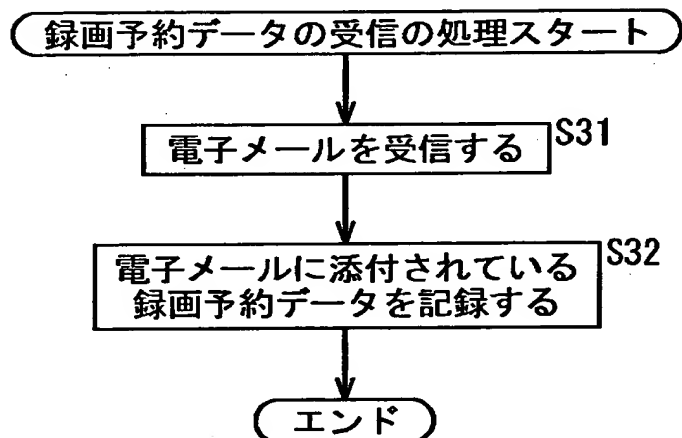 録画予約データの受信の処理スタート
電子メールを受信する
S31
電子メールに添付されている
録画予約データを記録する
S32
エンド